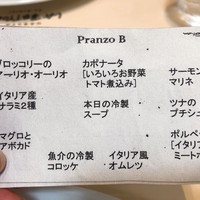 Pranzo B
ブロッコリーの
アーリオ・オーリオ
イタリア産
サラミ2種
マグロと
アボカド
カポナータ
[いろいろお野菜
トマト煮込み]
本日の冷製
スープ
魚介の冷製
コロッケ
イタリア風
オムレツ
サーモン
マリネ
ツナの
プチシュ
ポルペ
[イタリア
ミート